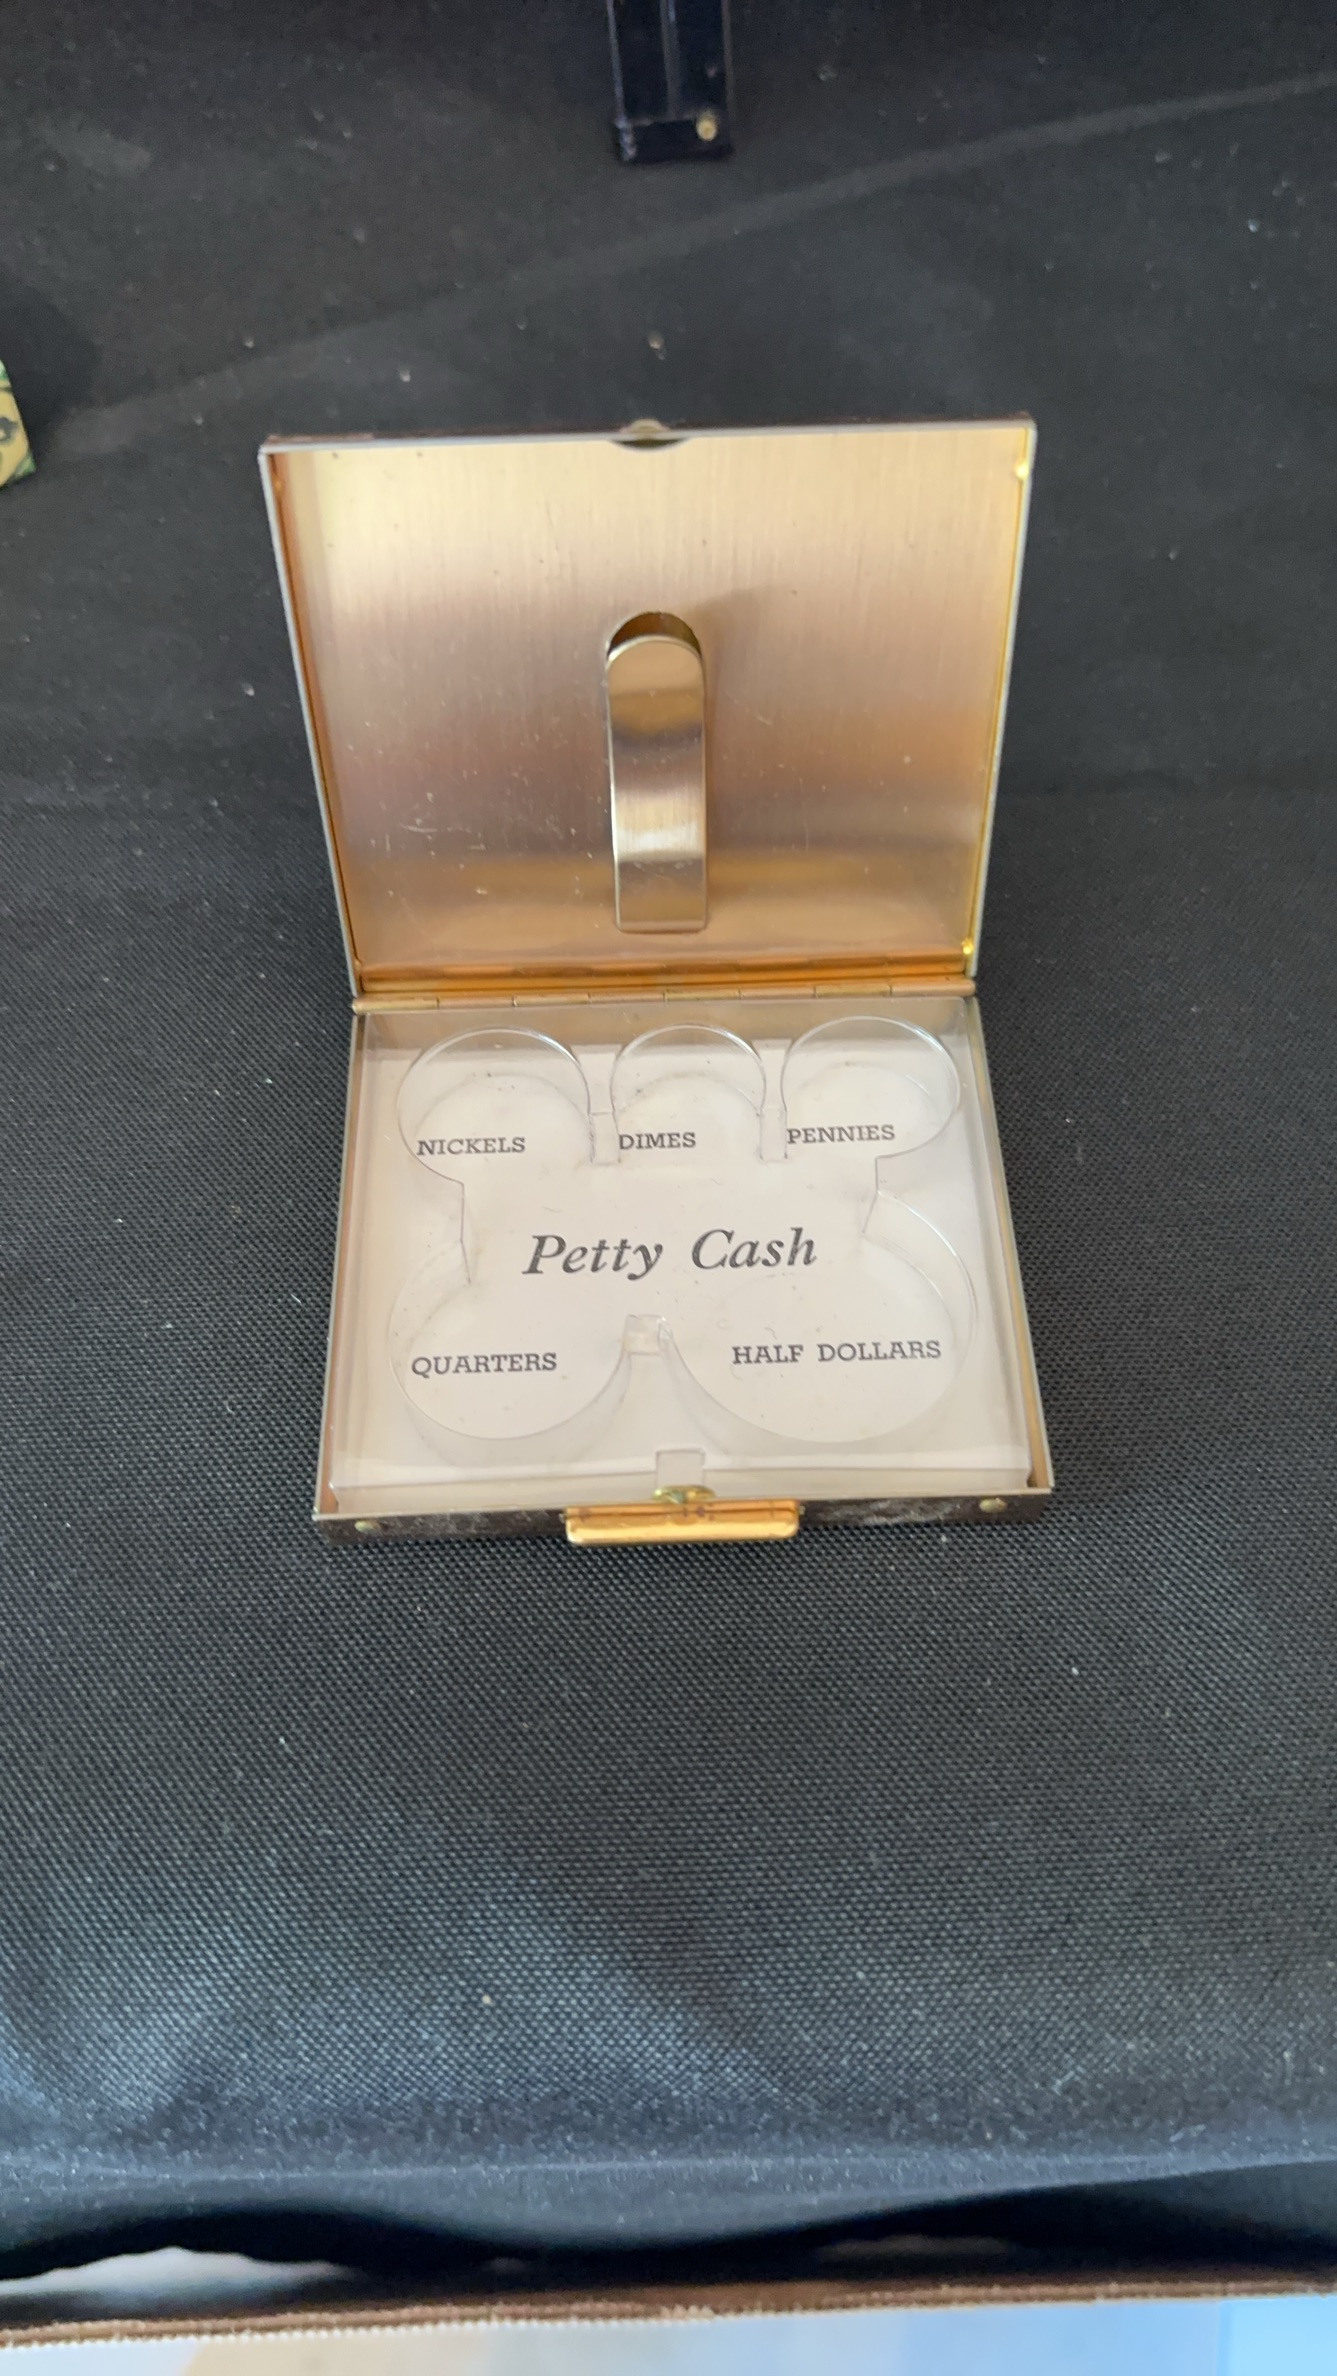 NICKELS DIMES PENNIES
Petty Cash
QUARTERS HALF DOLLARS